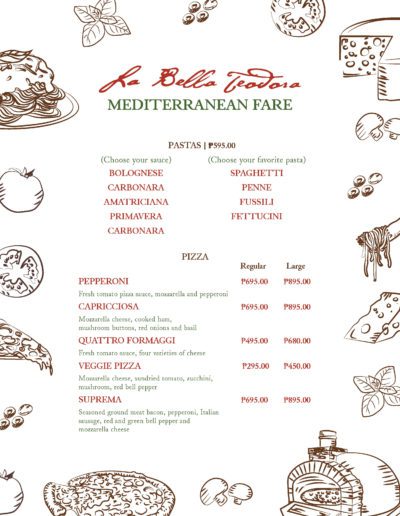 La Bella Teodora
MEDITERRANEAN FARE
PASTAS | ₱595.00
(Choose your sauce) (Choose your favorite pasta)
BOLOGNESE SPAGHETTI
CARBONARA PENNE
AMATRICIANA FUSSILI
PRIMAVERA FETTUCINI
CARBONARA
PIZZA
Regular Large
PEPPERONI ₱695.00 ₱895.00
Fresh tomato pizza sauce, mozzarella and pepperoni
CAPRICCIOSA ₱695.00 ₱895.00
Mozzarella cheese, cooked ham,
mushroom buttons, red onions and basil
QUATTRO FORMAGGI ₱495.00 ₱680.00
Fresh tomato sauce, four varieties of cheese
VEGGIE PIZZA ₱295.00 ₱450.00
Mozzarella cheese, sundried tomato, zucchini,
mushroom, red bell pepper
SUPREMA ₱695.00 ₱895.00
Seasoned ground meat bacon, pepperoni, Italian
sausage, red and green bell pepper and
mozzarella cheese